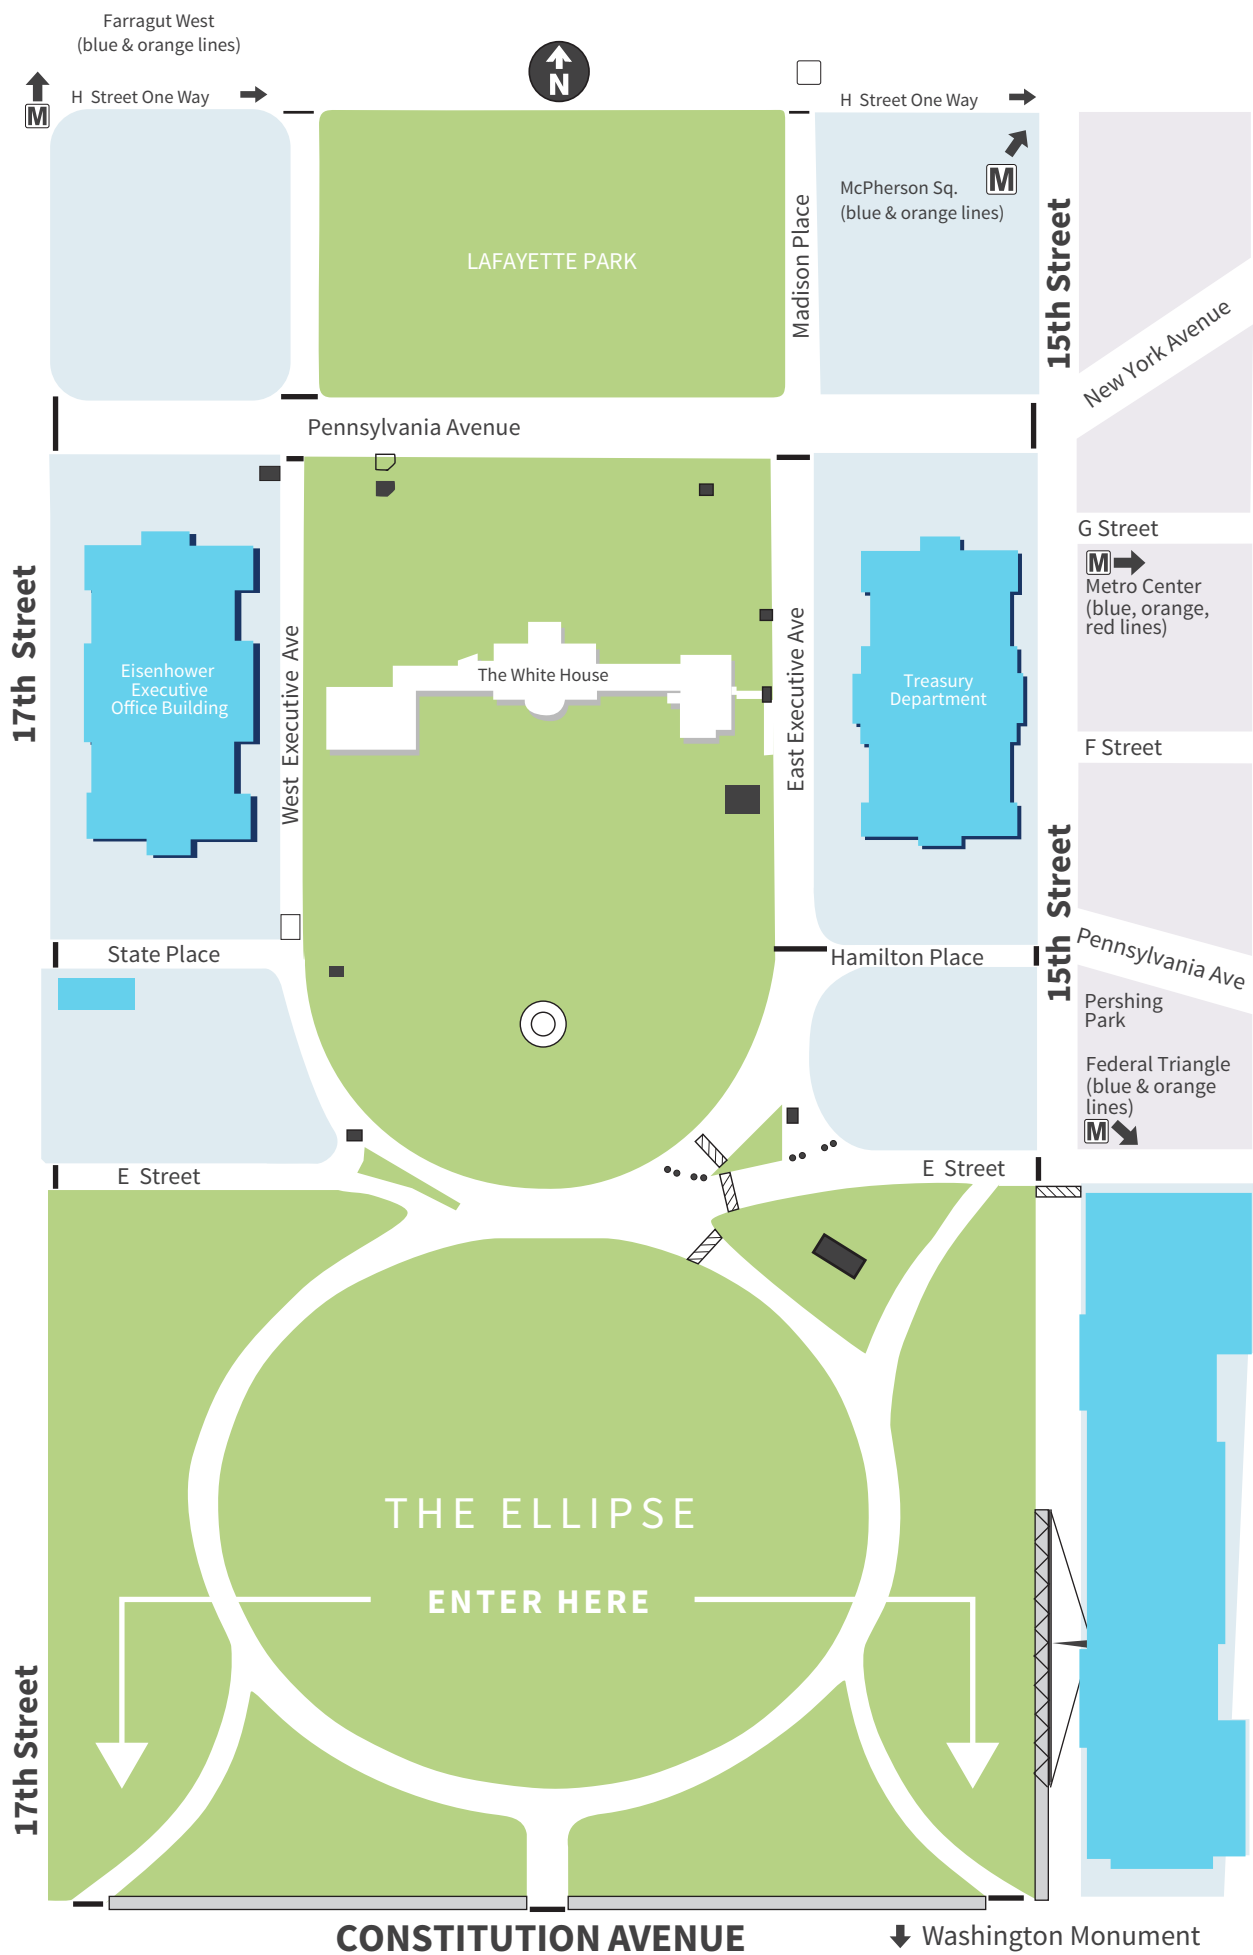 Farragut West
(blue & orange lines)
N
M
H Street One Way
H Street One Way
M
McPherson Sq.
(blue & orange lines)
LAFAYETTE PARK
Madison Place
15th Street
New York Avenue
Pennsylvania Avenue
G Street
M
Metro Center
(blue, orange,
red lines)
17th Street
Eisenhower
Executive
Office Building
West Executive Ave
The White House
East Executive Ave
Treasury
Department
F Street
15th Street
State Place
Hamilton Place
Pennsylvania Ave
Pershing
Park
Federal Triangle
(blue & orange
lines)
M
E Street
E Street
THE ELLIPSE
ENTER HERE
17th Street
CONSTITUTION AVENUE
Washington Monument